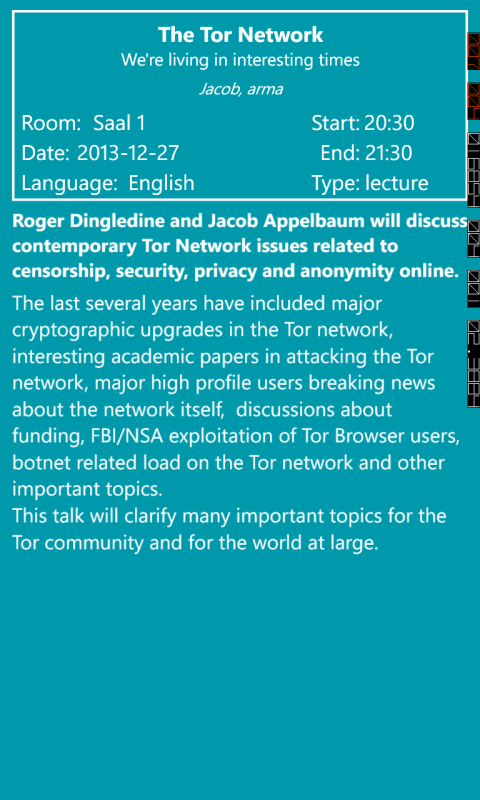 The Tor Network
We're living in interesting times
Jacob, arma
Room: Saal 1 Start: 20:30
Date: 2013-12-27 End: 21:30
Language: English Type: lecture
Roger Dingledine and Jacob Appelbaum will discuss
contemporary Tor Network issues related to
censorship, security, privacy and anonymity online.
The last several years have included major
cryptographic upgrades in the Tor network,
interesting academic papers in attacking the Tor
network, major high profile users breaking news
about the network itself,  discussions about
funding, FBI/NSA exploitation of Tor Browser users,
botnet related load on the Tor network and other
important topics.
This talk will clarify many important topics for the
Tor community and for the world at large.